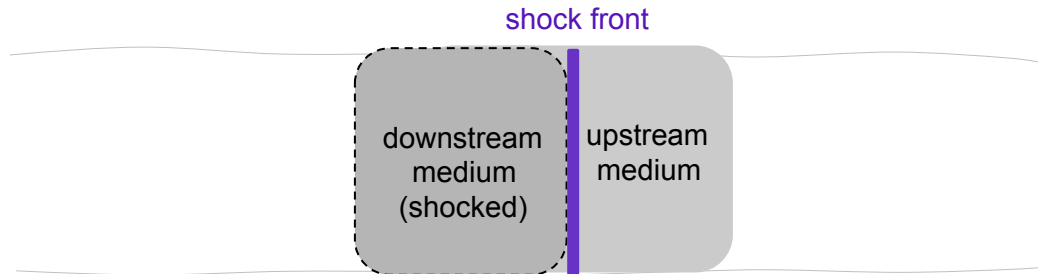 shock front
downstream
medium
(shocked)
upstream
medium